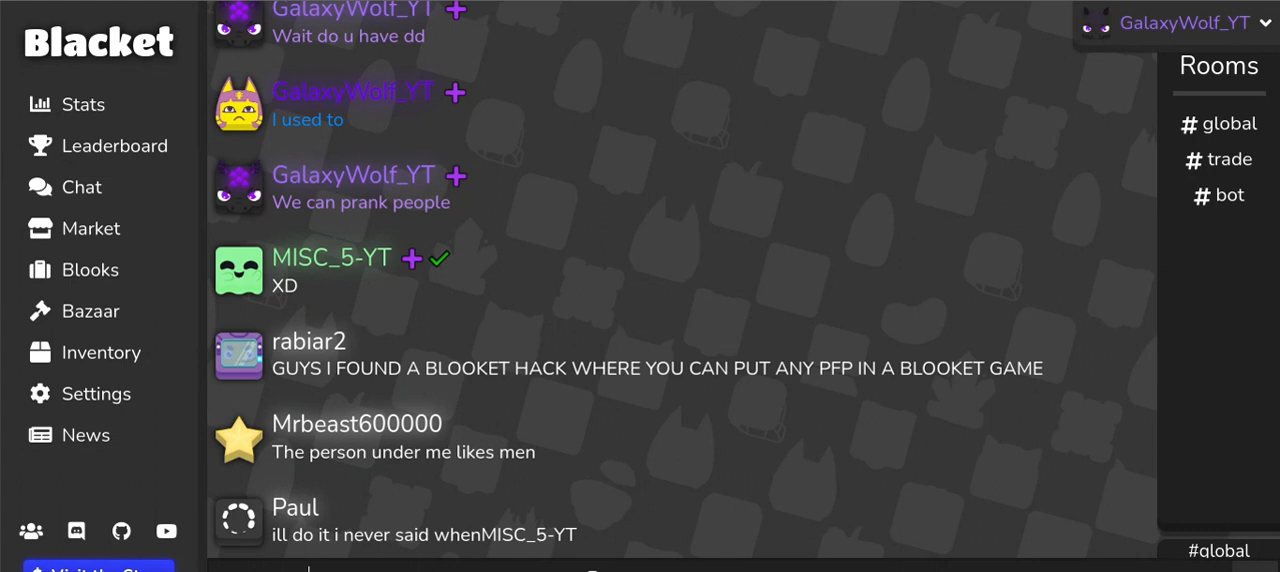 Blacket
Stats
Leaderboard
Chat
Market
Blooks
Bazaar
Inventory
Settings
News
GalaxyWolf_YT
Wait do u have dd
GalaxyWolf_YT
I used to
GalaxyWolf_YT
We can prank people
MISC_5-YT
XD
rabiar2
GUYS I FOUND A BLOOKET HACK WHERE YOU CAN PUT ANY PFP IN A BLOOKET GAME
Mrbeast600000
The person under me likes men
Paul
ill do it i never said whenMISC_5-YT
GalaxyWolf_YT
Rooms
# global
# trade
# bot
#global